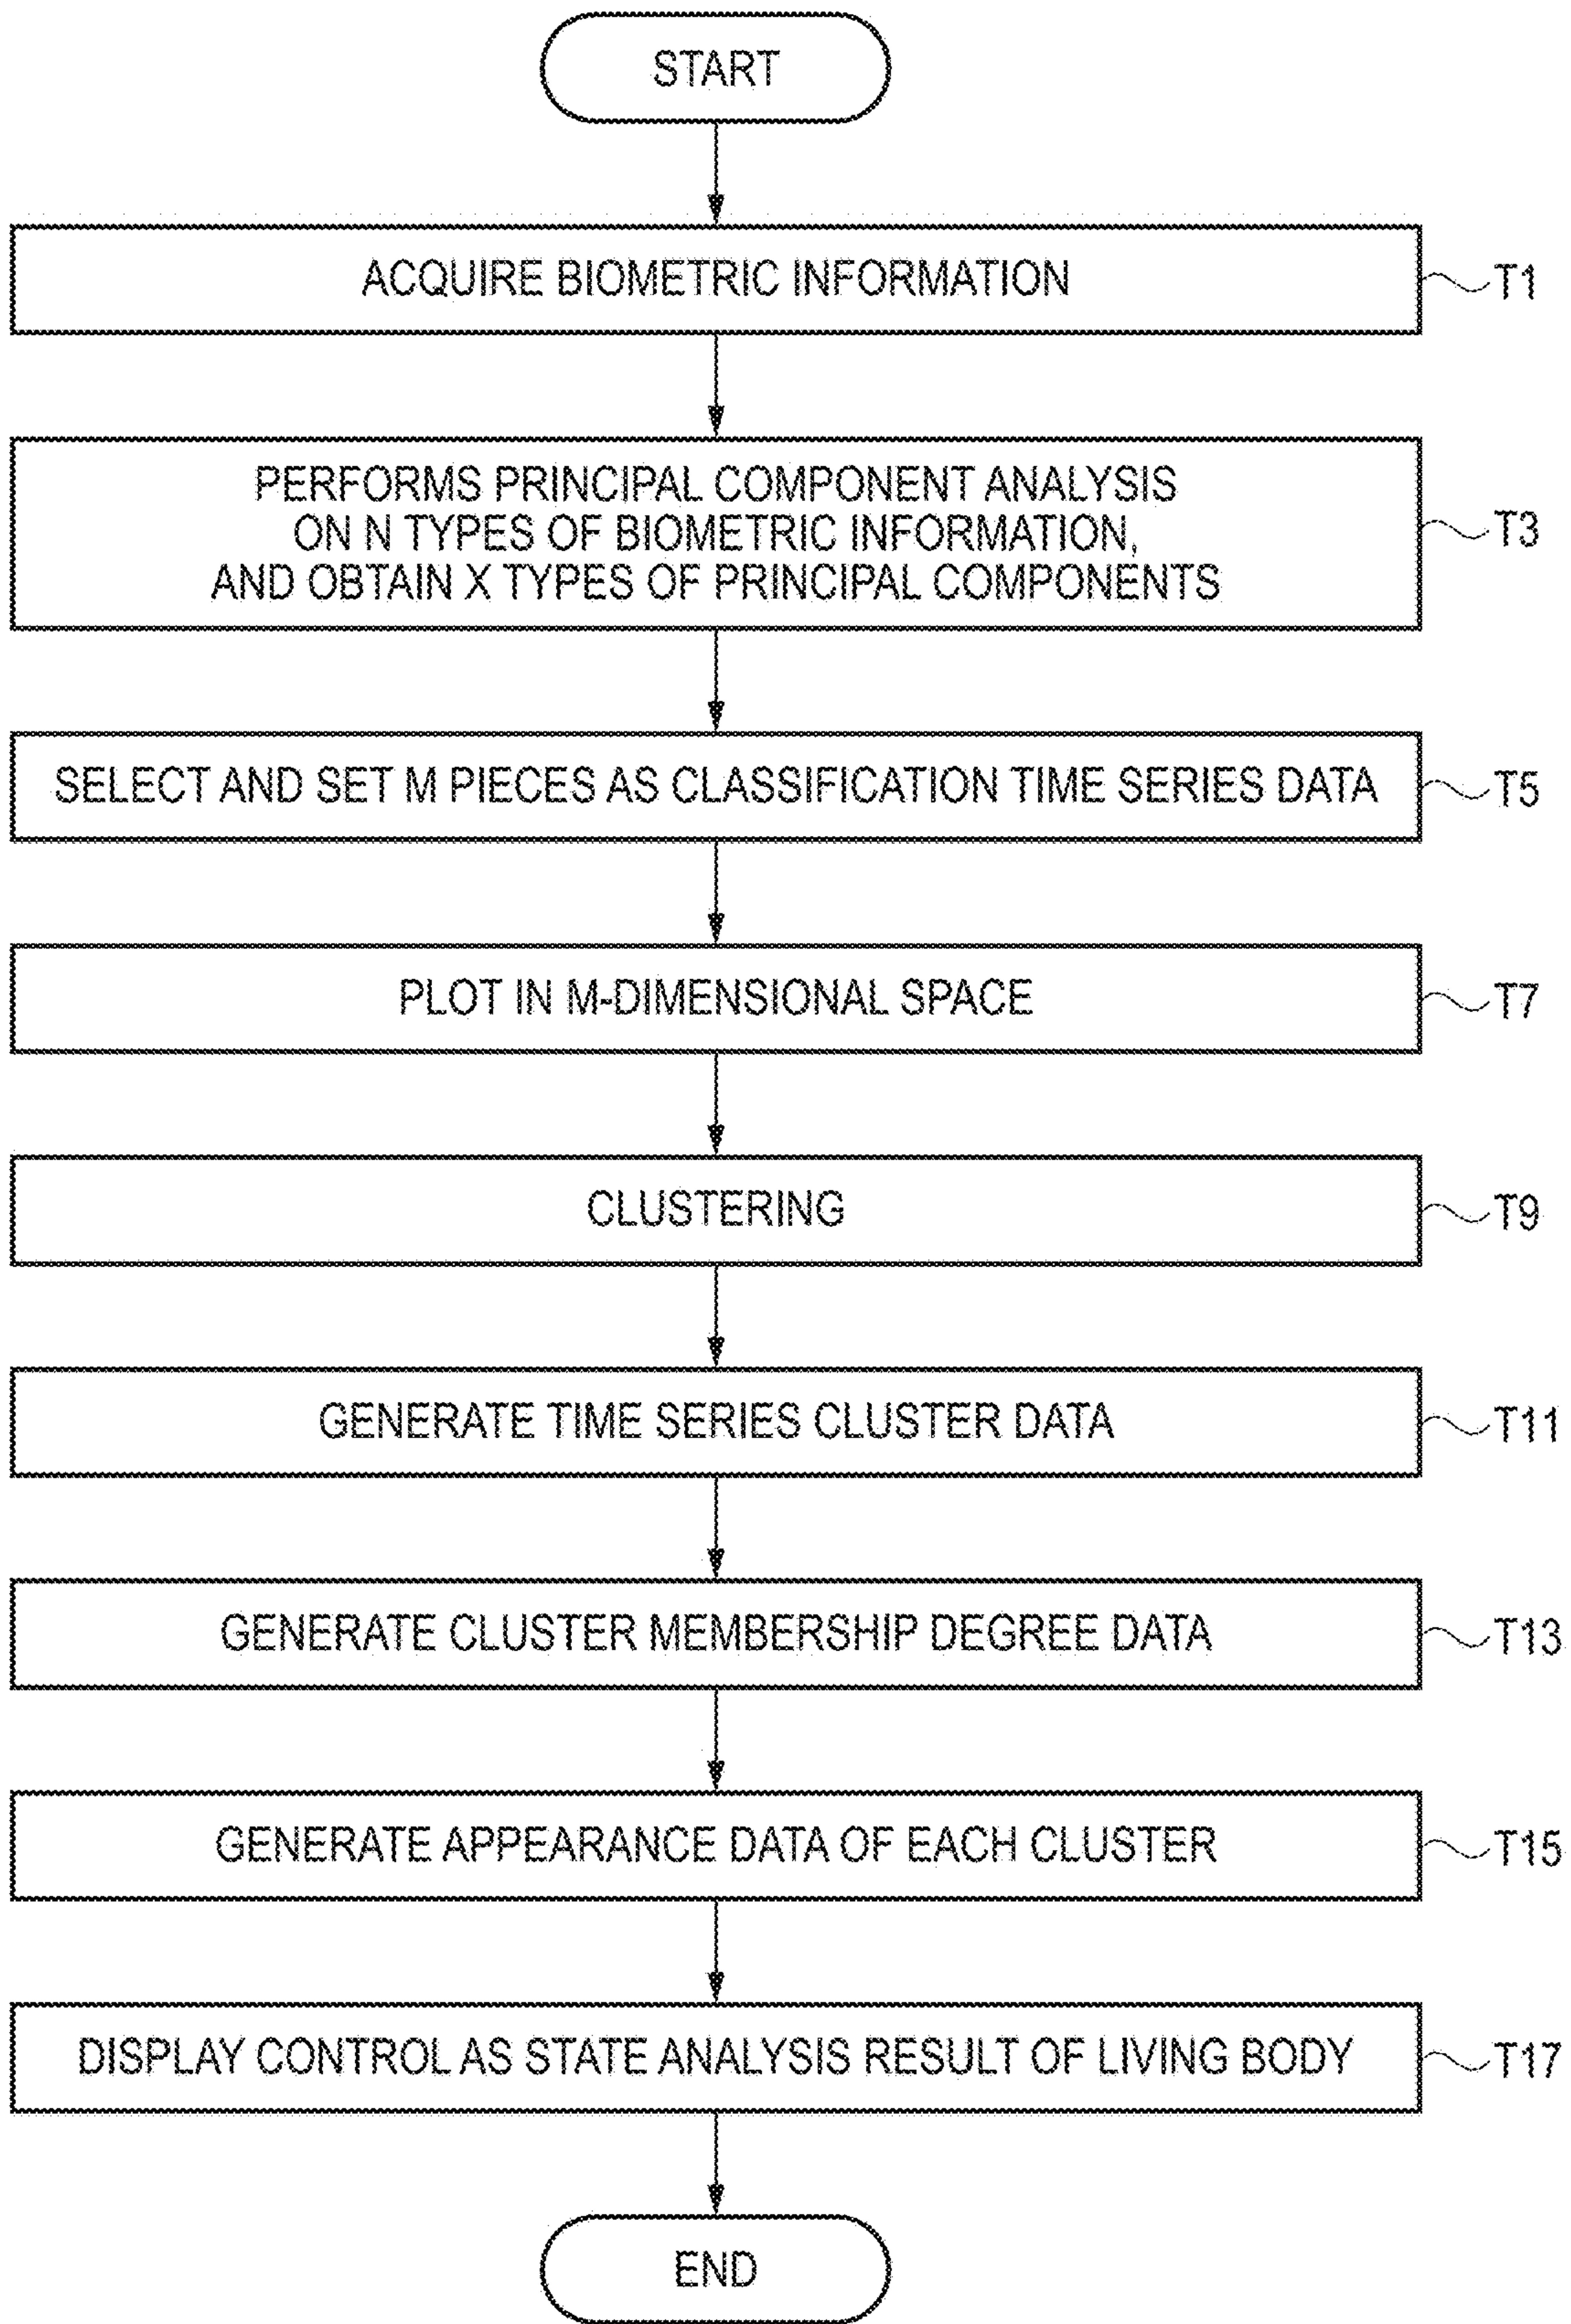 START
ACQUIRE BIOMETRIC INFORMATION
T1
PERFORMS PRINCIPAL COMPONENT ANALYSIS
ON N TYPES OF BIOMETRIC INFORMATION,
AND OBTAIN X TYPES OF PRINCIPAL COMPONENTS
T3
SELECT AND SET M PIECES AS CLASSIFICATION TIME SERIES DATA
T5
PLOT IN M-DIMENSIONAL SPACE
T7
CLUSTERING
T9
GENERATE TIME SERIES CLUSTER DATA
T11
GENERATE CLUSTER MEMBERSHIP DEGREE DATA
T13
GENERATE APPEARANCE DATA OF EACH CLUSTER
T15
DISPLAY CONTROL AS STATE ANALYSIS RESULT OF LIVING BODY
T17
END